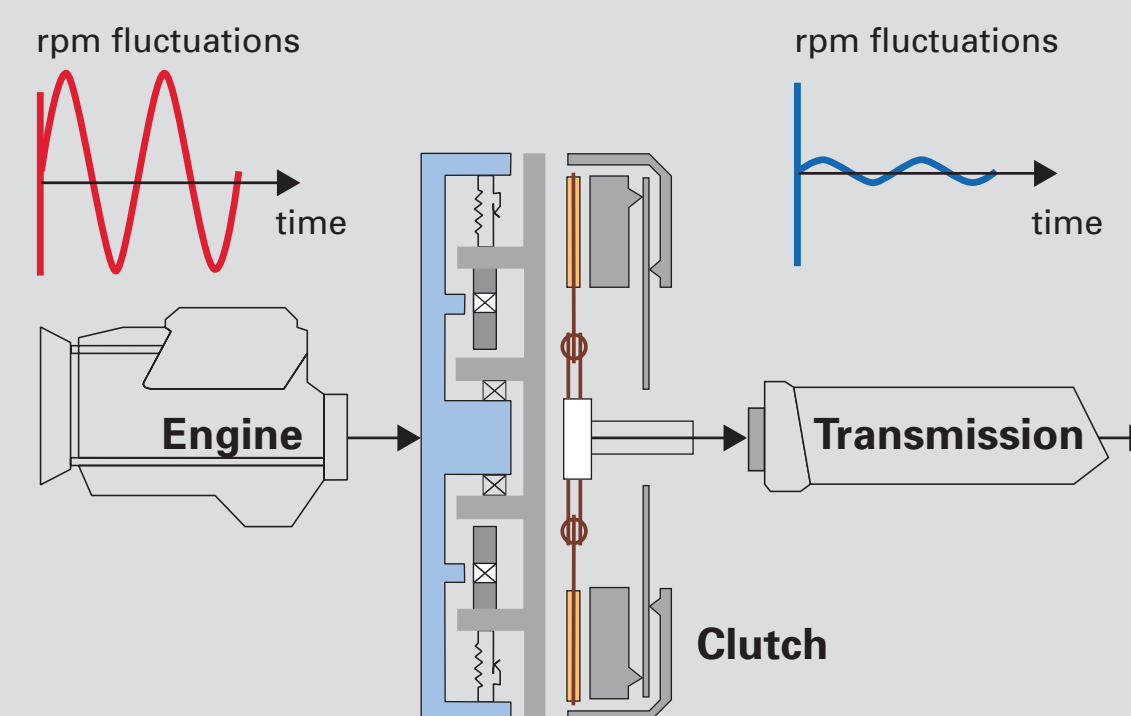 rpm fluctuations
rpm fluctuations
time
time
Engine
Transmission
Clutch